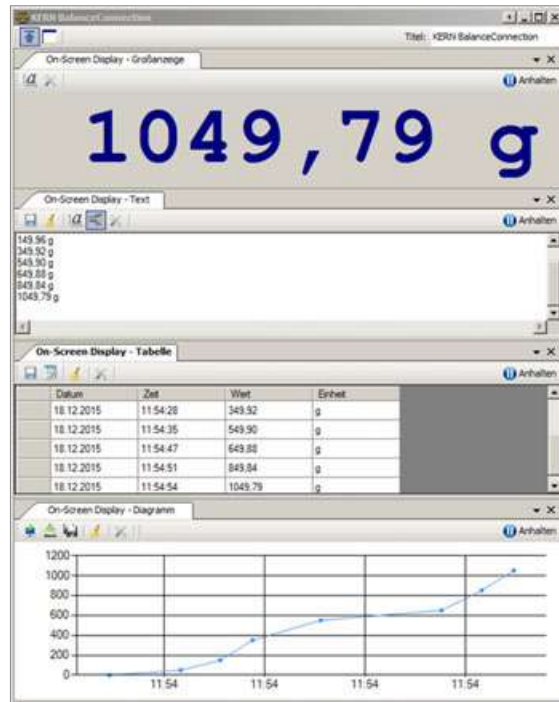 KERN BalanceConnection
Titel: KERN BalanceConnection
On-Screen Display - Großanzeige
Anhalten
1049,79 g
On-Screen Display - Text
Anhalten
149,96 g
349,92 g
549,90 g
649,88 g
849,84 g
1049,79 g
On-Screen Display - Tabelle
Anhalten
Datum Zeit Wert Einheit
18.12.2015 11:54:28 349,92 g
18.12.2015 11:54:35 549,90 g
18.12.2015 11:54:47 649,88 g
18.12.2015 11:54:51 849,84 g
18.12.2015 11:54:54 1049,79 g
On-Screen Display - Diagramm
Anhalten
1200
1000
800
600
400
200
0
11:54 11:54 11:54 11:54